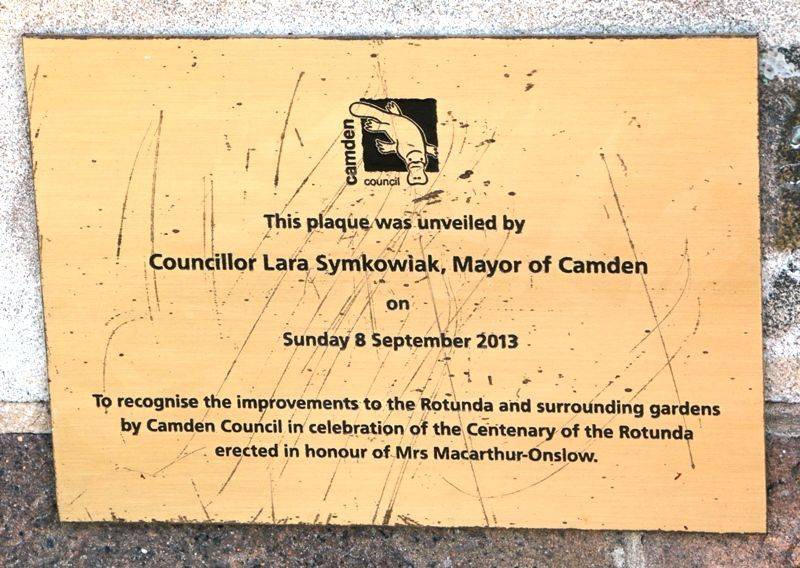 camden
council
This plaque was unveiled by
Councillor Lara Symkowiak, Mayor of Camden
on
Sunday 8 September 2013
To recognise the improvements to the Rotunda and surrounding gardens
by Camden Council in celebration of the Centenary of the Rotunda
erected in honour of Mrs Macarthur-Onslow.